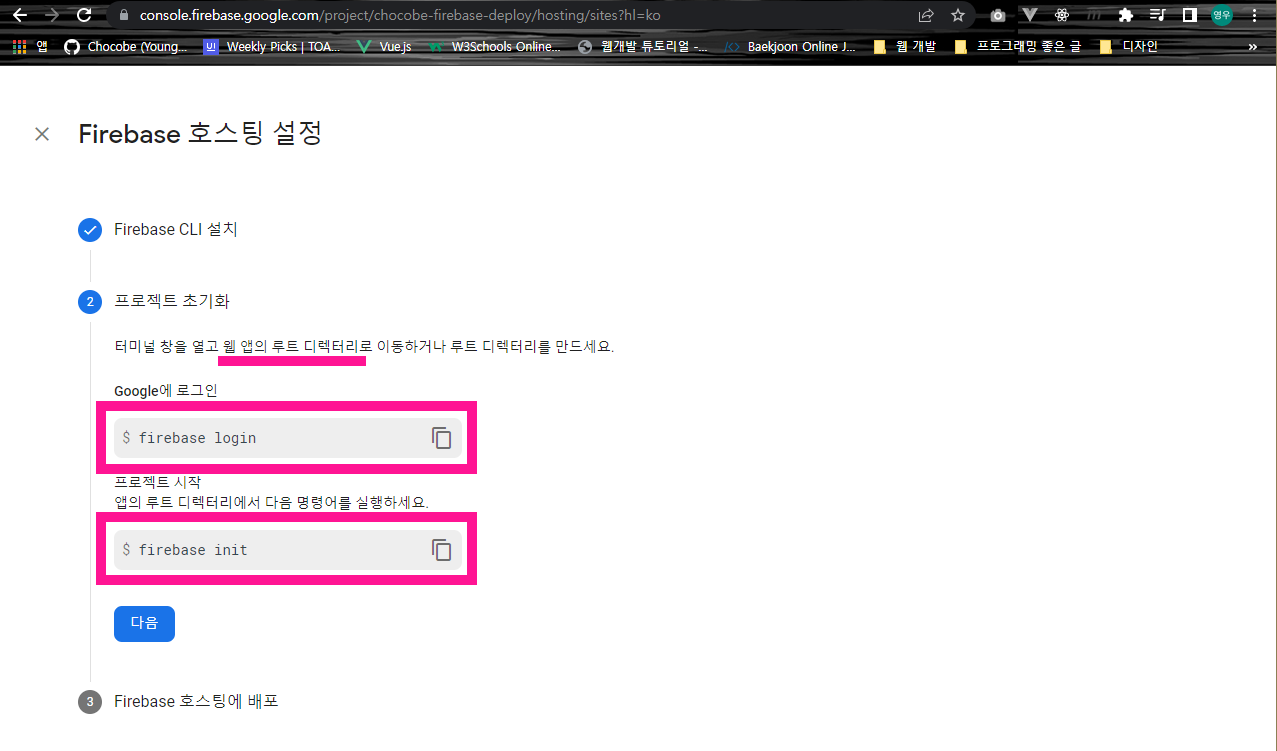 console.firebase.google.com/project/chocobe-firebase-deploy/hosting/sites?hl=ko
영우
앱
Chocobe (Young...
UI
Weekly Picks | TOA...
Vue.js
W3Schools Online...
웹개발 튜토리얼 -...
Baekjoon Online J...
웹 개발
프로그래밍 좋은 글
디자인
»
Firebase 호스팅 설정
Firebase CLI 설치
2 프로젝트 초기화
터미널 창을 열고 웹 앱의 루트 디렉터리로 이동하거나 루트 디렉터리를 만드세요.
Google에 로그인
$ firebase login
프로젝트 시작
앱의 루트 디렉터리에서 다음 명령어를 실행하세요.
$ firebase init
다음
3 Firebase 호스팅에 배포